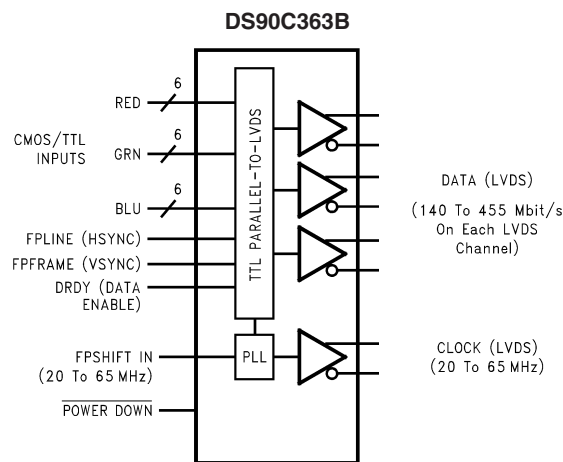 DS90C363B
6
RED
6
CMOS/TTL
INPUTS
GRN
6
BLU
FPLINE (HSYNC)
FPFRAME (VSYNC)
DRDY (DATA
ENABLE)
FPSHIFT IN
(20 To 65 MHz)
POWER DOWN
TTL PARALLEL-TO-LVDS
PLL
DATA (LVDS)
(140 To 455 Mbit/s
On Each LVDS
Channel)
CLOCK (LVDS)
(20 To 65 MHz)